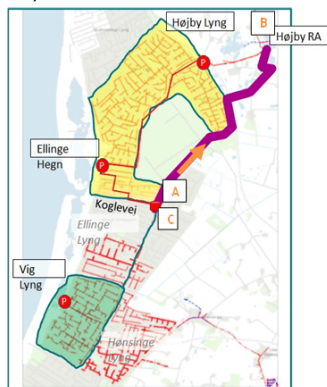 B
Højby Lyng
Højby RA
P
Ellinge
Hegn
P
A
Koglevej
C
Ellinge
Lyng
Vig
Lyng
P
Hønsinge
Lyng